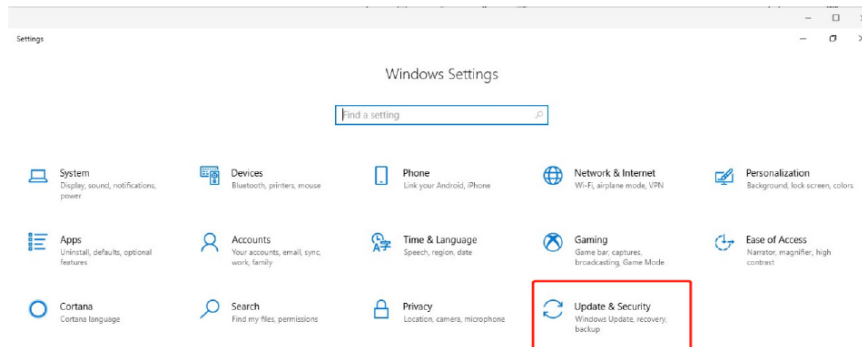 Settings
Windows Settings
Find a setting
System
Display, sound, notifications,
power
Devices
Bluetooth, printers, mouse
Phone
Link your Android, iPhone
Network & Internet
Wi-Fi, airplane mode, VPN
Personalization
Background, lock screen, colors
Apps
Uninstall, defaults, optional
features
Accounts
Your accounts, email, sync,
work, family
Time & Language
Speech, region, date
Gaming
Game bar, captures,
broadcasting, Game Mode
Ease of Access
Narrator, magnifier, high
contrast
Cortana
Cortana language
Search
Find my files, permissions
Privacy
Location, camera, microphone
Update & Security
Windows Update, recovery,
backup